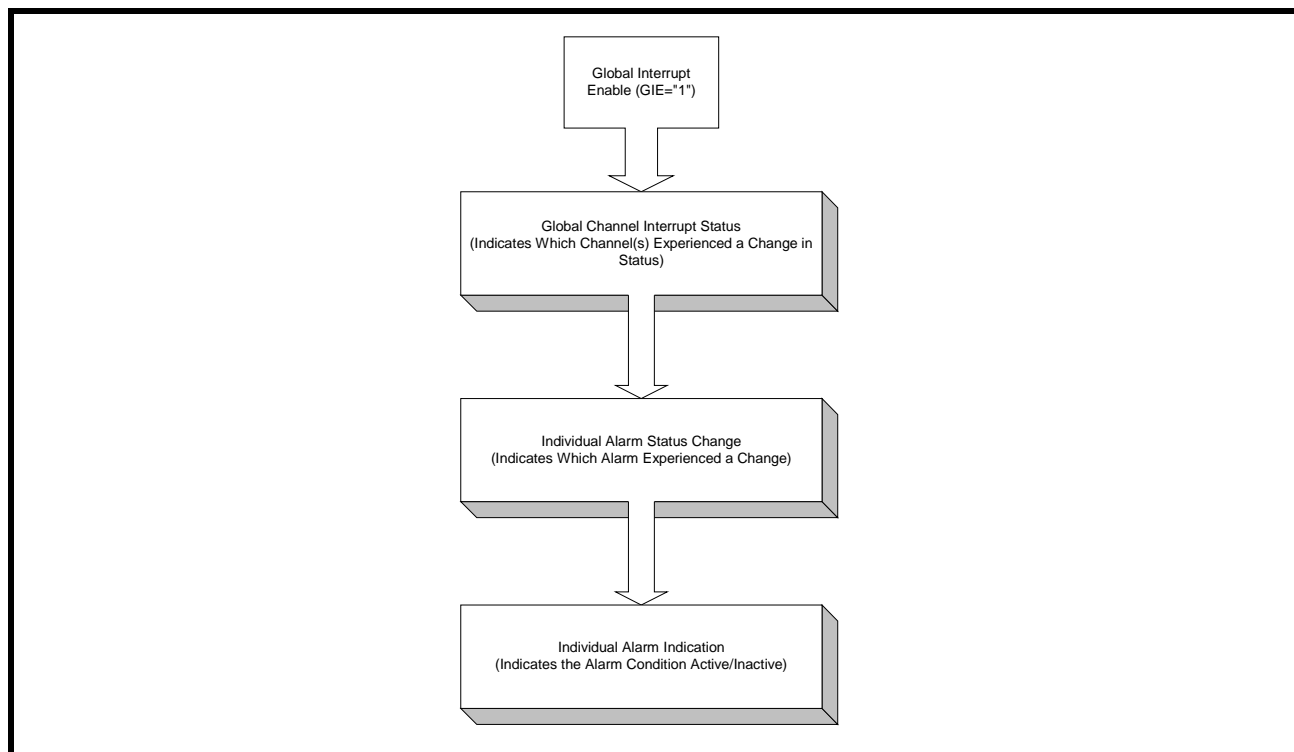 Global Interrupt
Enable (GIE="1")
Global Channel Interrupt Status
(Indicates Which Channel(s) Experienced a Change in
Status)
Individual Alarm Status Change
(Indicates Which Alarm Experienced a Change)
Individual Alarm Indication
(Indicates the Alarm Condition Active/Inactive)